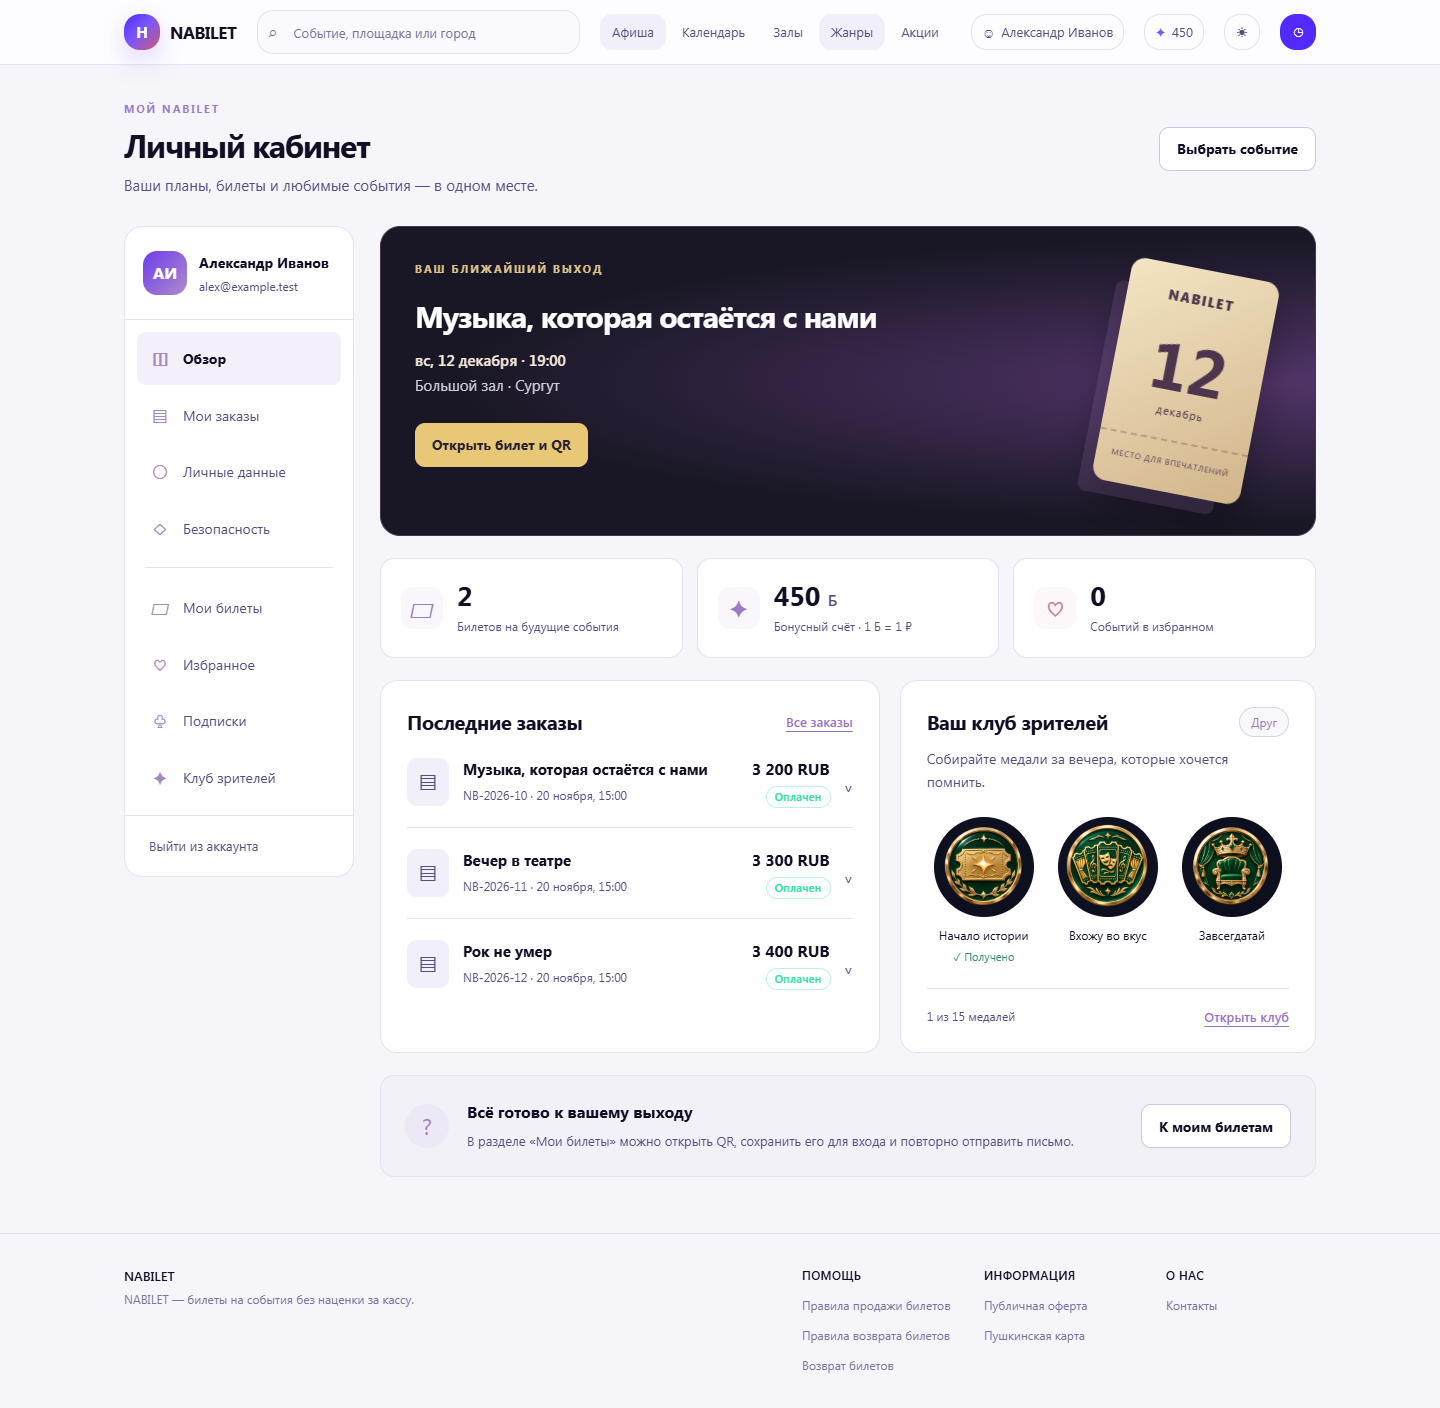 Н NABILET
Событие, площадка или город
Афиша
Календарь
Залы
Жанры
Акции
Александр Иванов
450
МОЙ NABILET
Личный кабинет
Ваши планы, билеты и любимые события — в одном месте.
Выбрать событие
АИ
Александр Иванов
alex@example.test
Обзор
Мои заказы
Личные данные
Безопасность
Мои билеты
Избранное
Подписки
Клуб зрителей
Выйти из аккаунта
ВАШ БЛИЖАЙШИЙ ВЫХОД
Музыка, которая остаётся с нами
вс, 12 декабря · 19:00
Большой зал · Сургут
Открыть билет и QR
NABILET
12
декабрь
МЕСТО ДЛЯ ВПЕЧАТЛЕНИЙ
2
Билетов на будущие события
450 Б
Бонусный счёт · 1 Б = 1 ₽
0
Событий в избранном
Последние заказы
Все заказы
Музыка, которая остаётся с нами
3 200 RUB
NB-2026-10 · 20 ноября, 15:00
Оплачен
Вечер в театре
3 300 RUB
NB-2026-11 · 20 ноября, 15:00
Оплачен
Рок не умер
3 400 RUB
NB-2026-12 · 20 ноября, 15:00
Оплачен
Ваш клуб зрителей
Друг
Собирайте медали за вечера, которые хочется
помнить.
Начало истории
✓ Получено
Вхожу во вкус
Завсегдатай
1 из 15 медалей
Открыть клуб
?
Всё готово к вашему выходу
В разделе «Мои билеты» можно открыть QR, сохранить его для входа и повторно отправить письмо.
К моим билетам
NABILET
NABILET — билеты на события без наценки за кассу.
ПОМОЩЬ
Правила продажи билетов
Правила возврата билетов
Возврат билетов
ИНФОРМАЦИЯ
Публичная оферта
Пушкинская карта
О НАС
Контакты